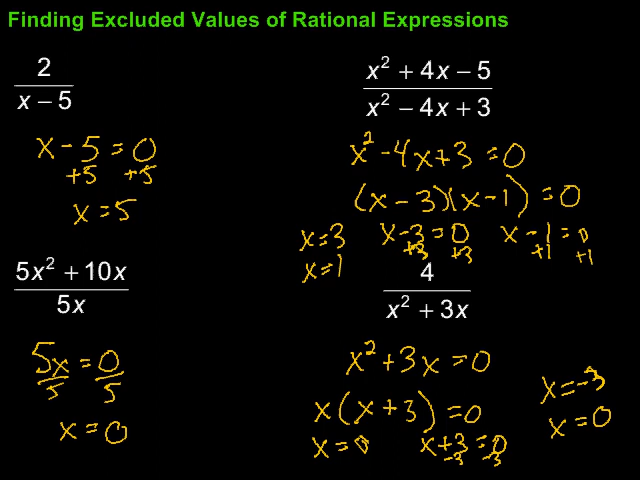 Finding Excluded Values of Rational Expressions
2
x − 5
x − 5 = 0
+5 +5
x = 5
x² + 4x − 5
x² − 4x + 3
x² − 4x + 3 = 0
(x − 3)(x − 1) = 0
x = 3
x = 1
x − 3 = 0
+3 +3
x − 1 = 0
+1 +1
5x² + 10x
5x
5x = 0
5 5
x = 0
4
x² + 3x
x² + 3x = 0
x(x + 3) = 0
x = 0
x + 3 = 0
−3 −3
x = −3
x = 0